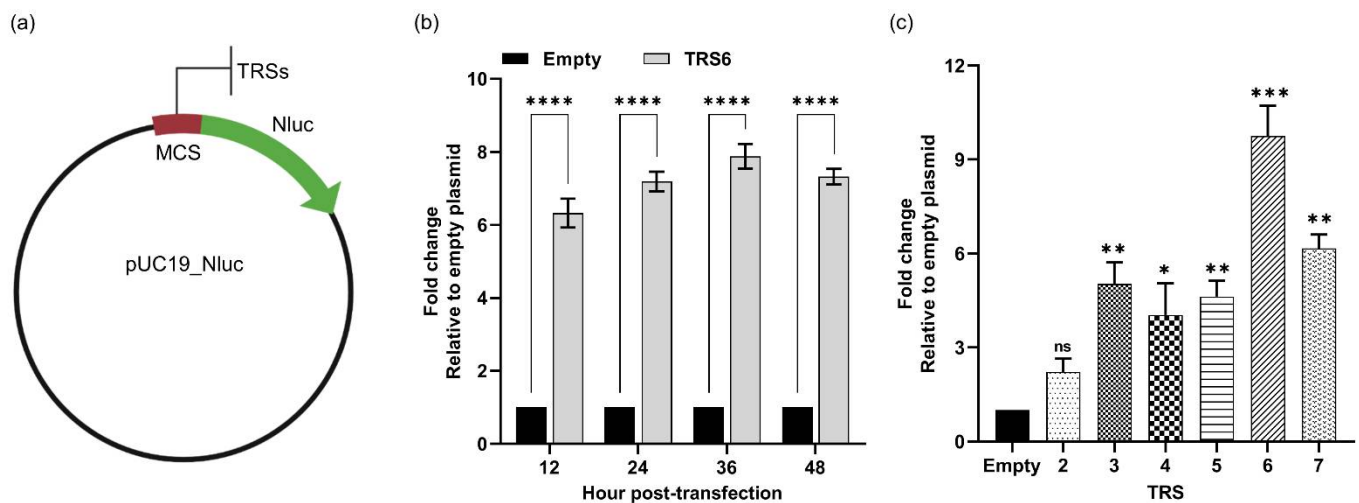 (a)
TRSs
Nluc
MCS
pUC19_Nluc
(b)
Empty TRS6
Fold change
Relative to empty plasmid
10
8
6
4
2
0
**** **** **** ****
12 24 36 48
Hour post-transfection
(c)
Fold change
Relative to empty plasmid
12
9
6
3
0
ns ** * ** *** **
Empty 2 3 4 5 6 7
TRS